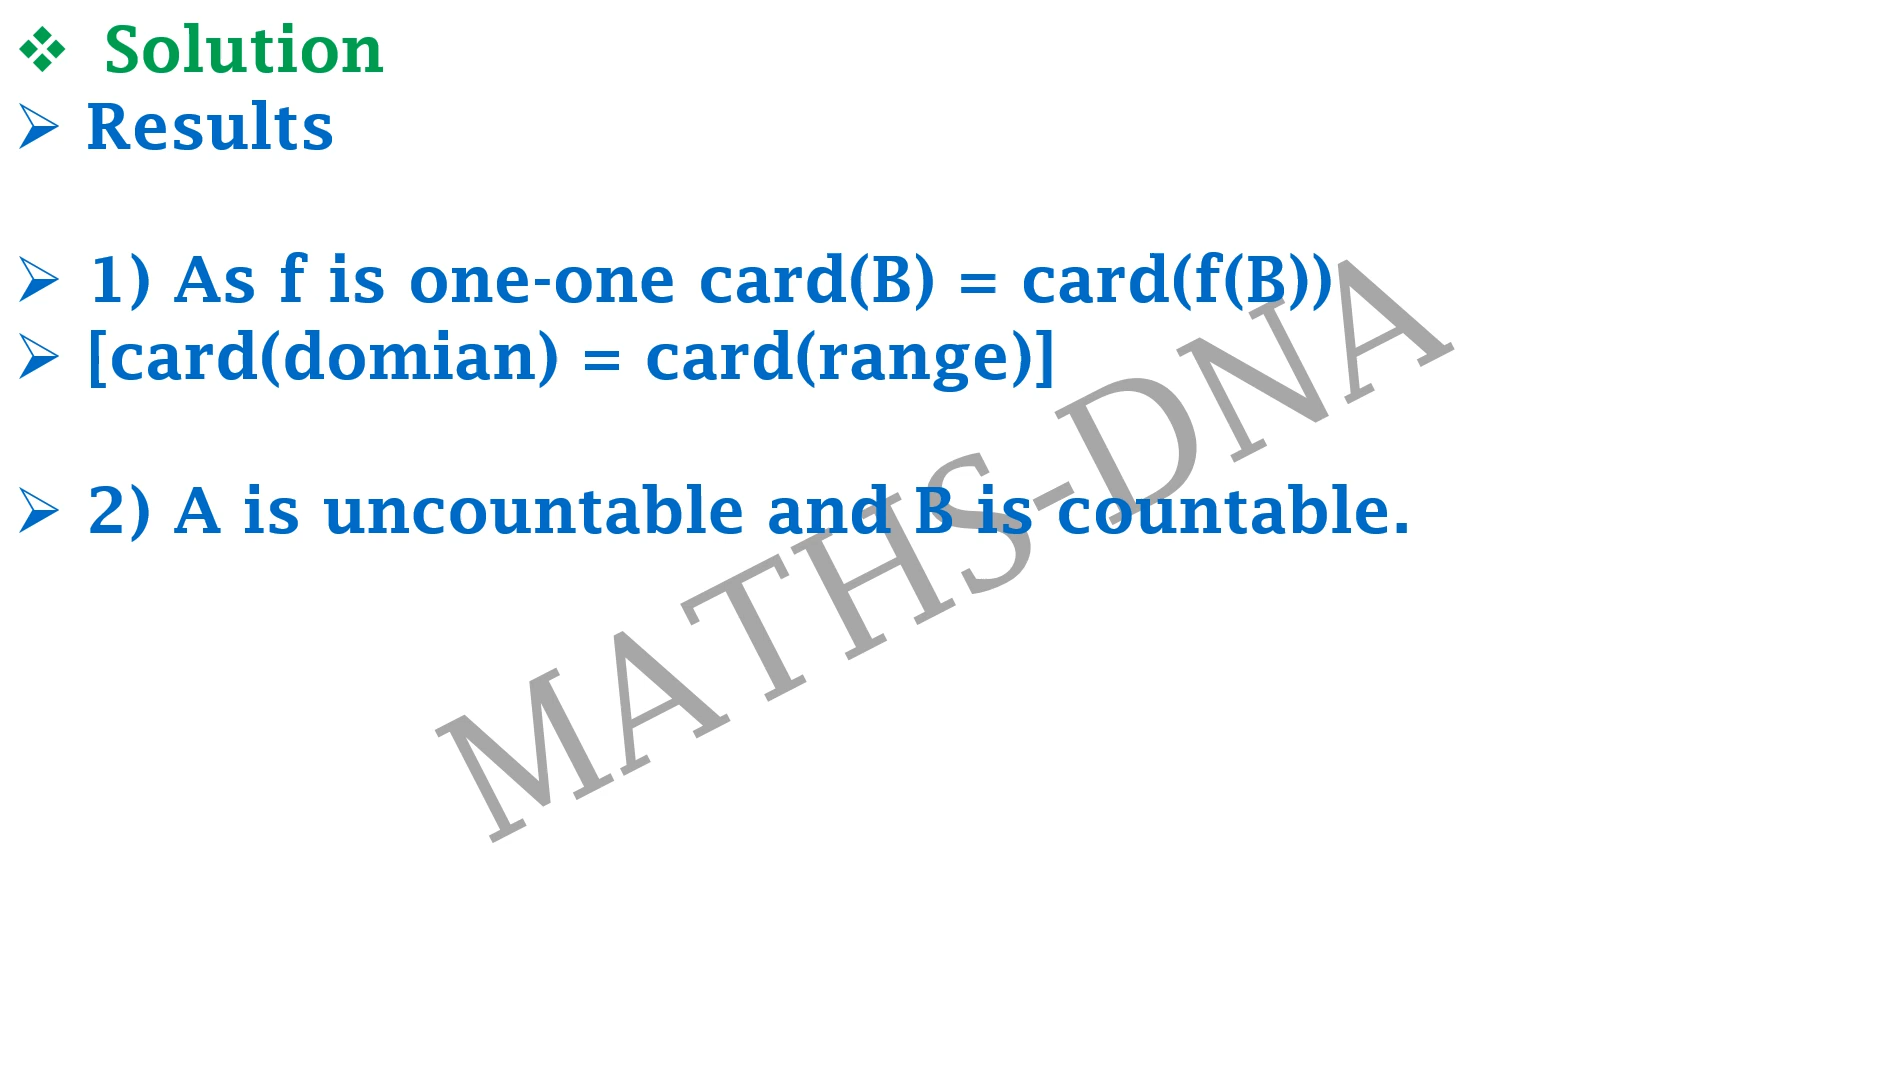 ❖ Solution
➢ Results
➢ 1) As f is one-one card(B) = card(f(B))
➢ [card(domian) = card(range)]
➢ 2) A is uncountable and B is countable.
MATHS-DNA